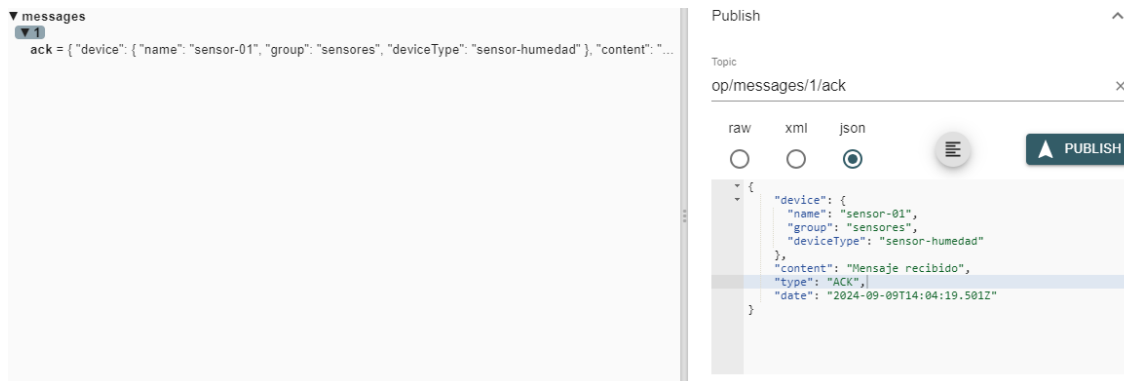 ▼ messages
▼ 1
ack = { "device": { "name": "sensor-01", "group": "sensores", "deviceType": "sensor-humedad" }, "content": "...
Publish
Topic
op/messages/1/ack
raw xml json
PUBLISH
{
"device": {
"name": "sensor-01",
"group": "sensores",
"deviceType": "sensor-humedad"
},
"content": "Mensaje recibido",
"type": "ACK",
"date": "2024-09-09T14:04:19.501Z"
}